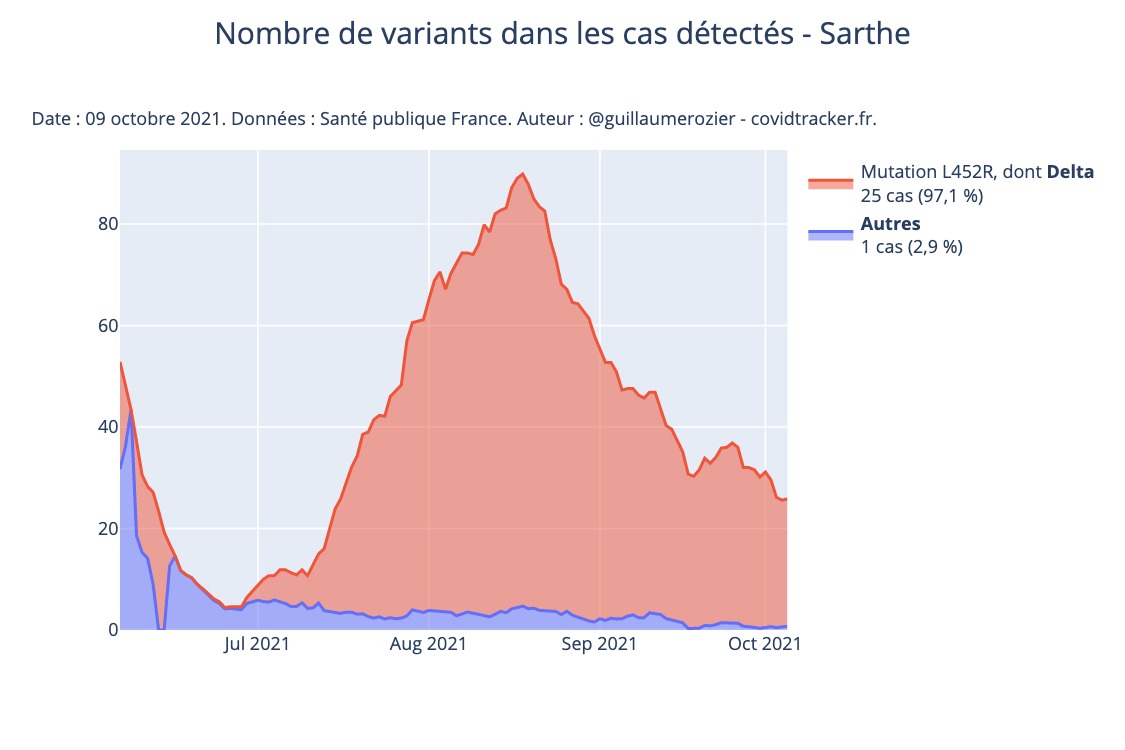 Nombre de variants dans les cas détectés - Sarthe
Date : 09 octobre 2021. Données : Santé publique France. Auteur : @guillaumerozier - covidtracker.fr.
Mutation L452R, dont Delta
25 cas (97,1 %)
Autres
1 cas (2,9 %)
80
60
40
20
0
Jul 2021
Aug 2021
Sep 2021
Oct 2021